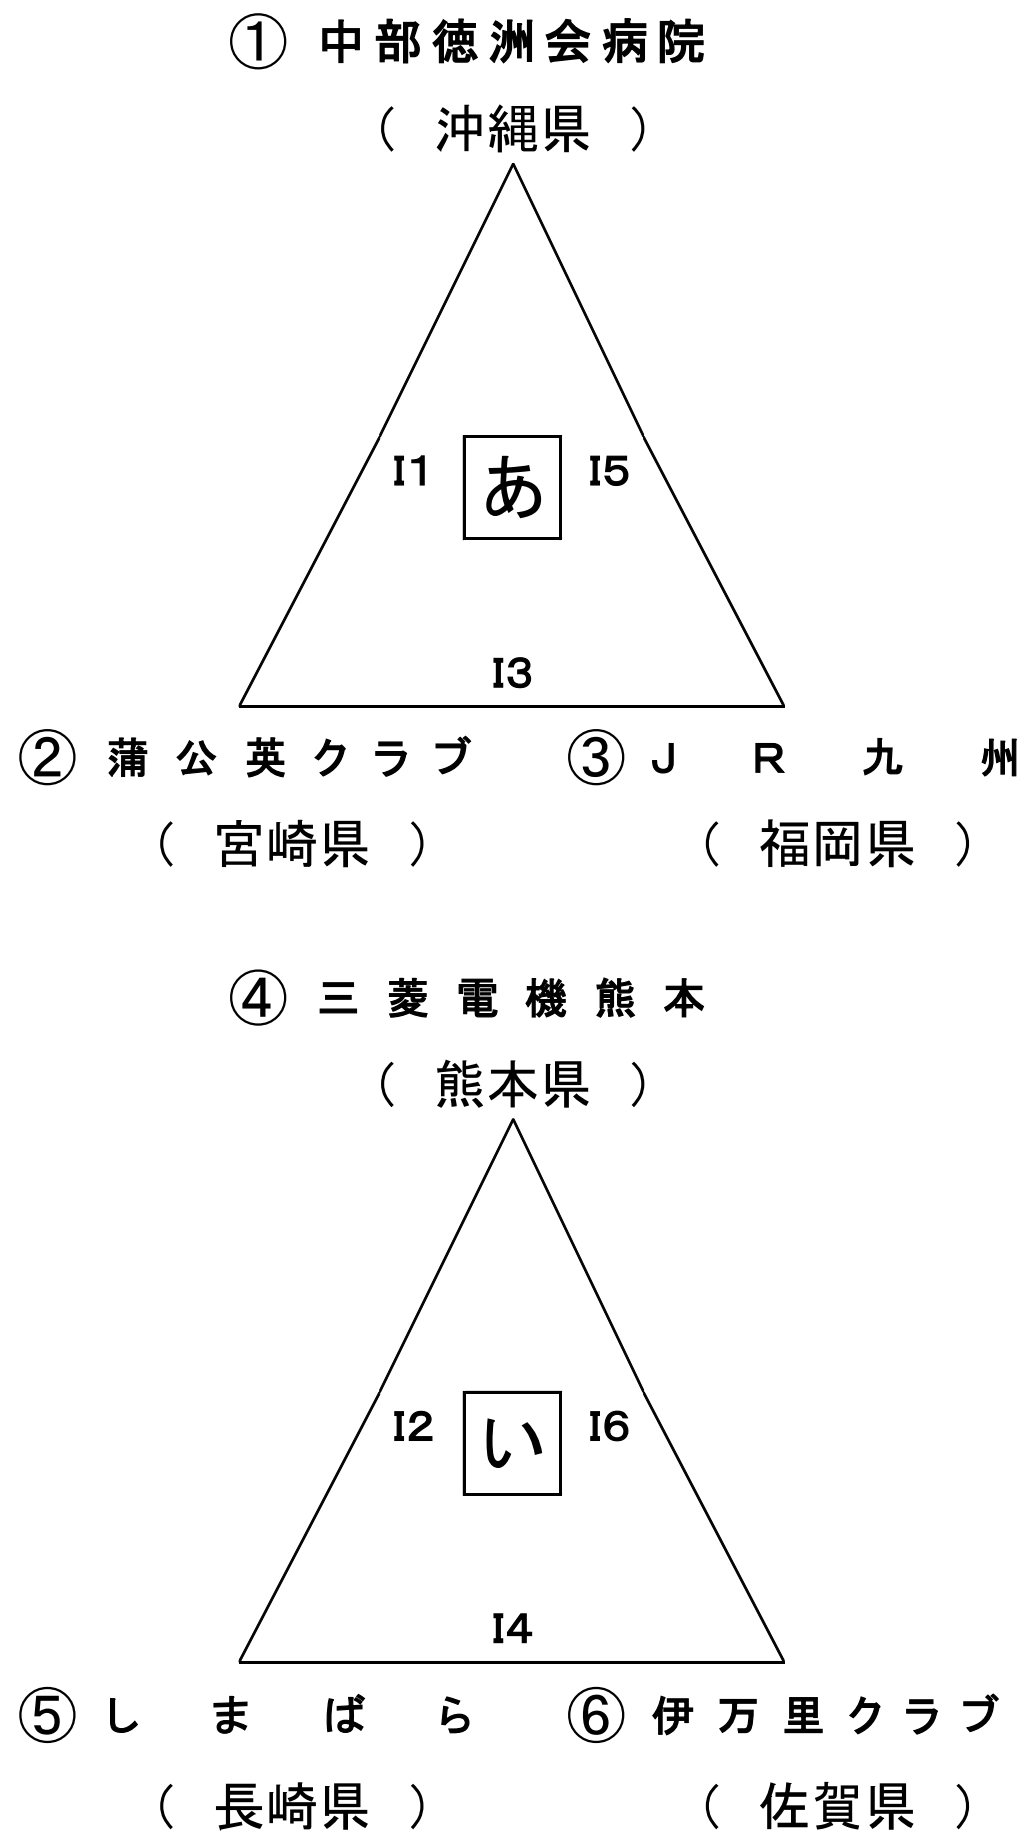 ① 中部徳洲会病院
（ 沖縄県 ）
I1 あ I5
I3
② 蒲公英クラブ ③ JR九州
（ 宮崎県 ） （ 福岡県 ）
④ 三菱電機熊本
（ 熊本県 ）
I2 い I6
I4
⑤ しまばら ⑥ 伊万里クラブ
（ 長崎県 ） （ 佐賀県 ）